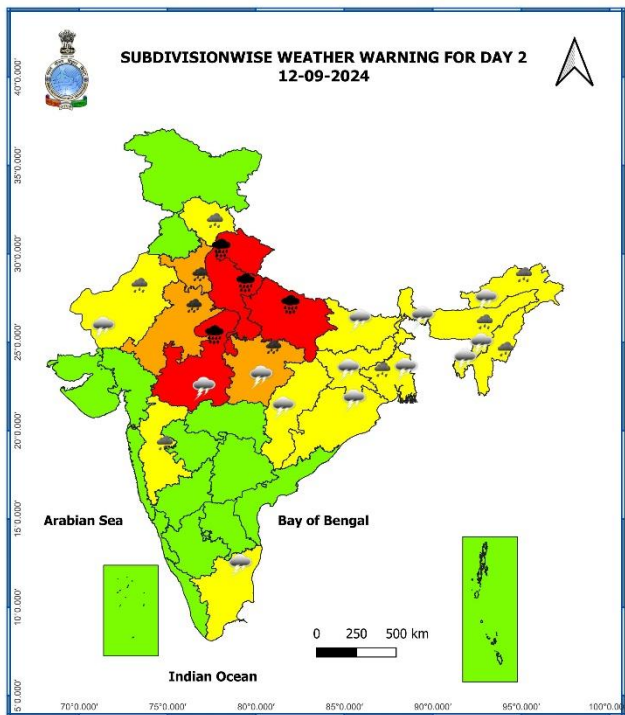 SUBDIVISIONWISE WEATHER WARNING FOR DAY 2
12-09-2024
40°0.000'
35°0.000'
30°0.000'
25°0.000'
20°0.000'
15°0.000'
10°0.000'
5°0.000'
Arabian Sea
Bay of Bengal
0 250 500 km
Indian Ocean
70°0.000' 75°0.000' 80°0.000' 85°0.000' 90°0.000' 95°0.000' 100°0.000'